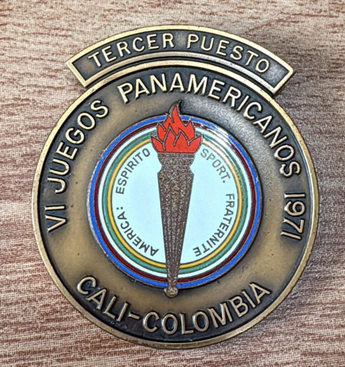 TERCER PUESTO
VI JUEGOS PANAMERICANOS 1971
AMERICA: ESPIRITO SPORT: FRATERNITE
CALI-COLOMBIA